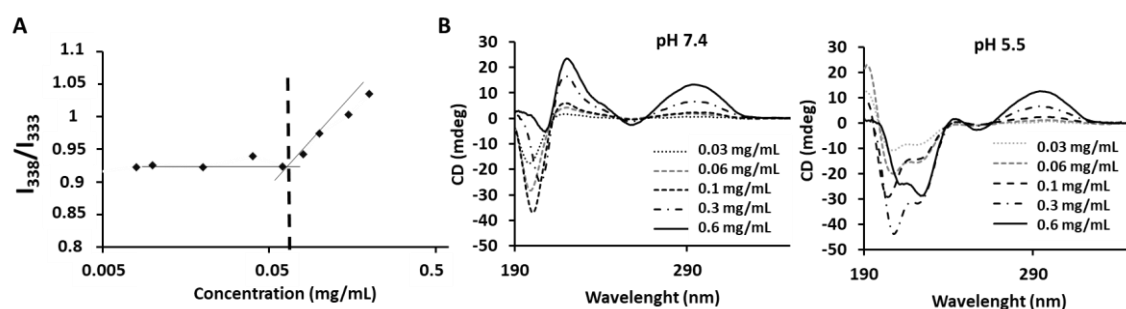 A
I338/I333
1.1
1.05
1
0.95
0.9
0.85
0.8
0.005
0.05
0.5
Concentration (mg/mL)
B
pH 7.4
CD (mdeg)
30
20
10
0
-10
-20
-30
-40
-50
190
290
0.03 mg/mL
0.06 mg/mL
0.1 mg/mL
0.3 mg/mL
0.6 mg/mL
Wavelenght (nm)
pH 5.5
CD (mdeg)
30
20
10
0
-10
-20
-30
-40
-50
190
290
0.03 mg/mL
0.06 mg/mL
0.1 mg/mL
0.3 mg/mL
0.6 mg/mL
Wavelenght (nm)